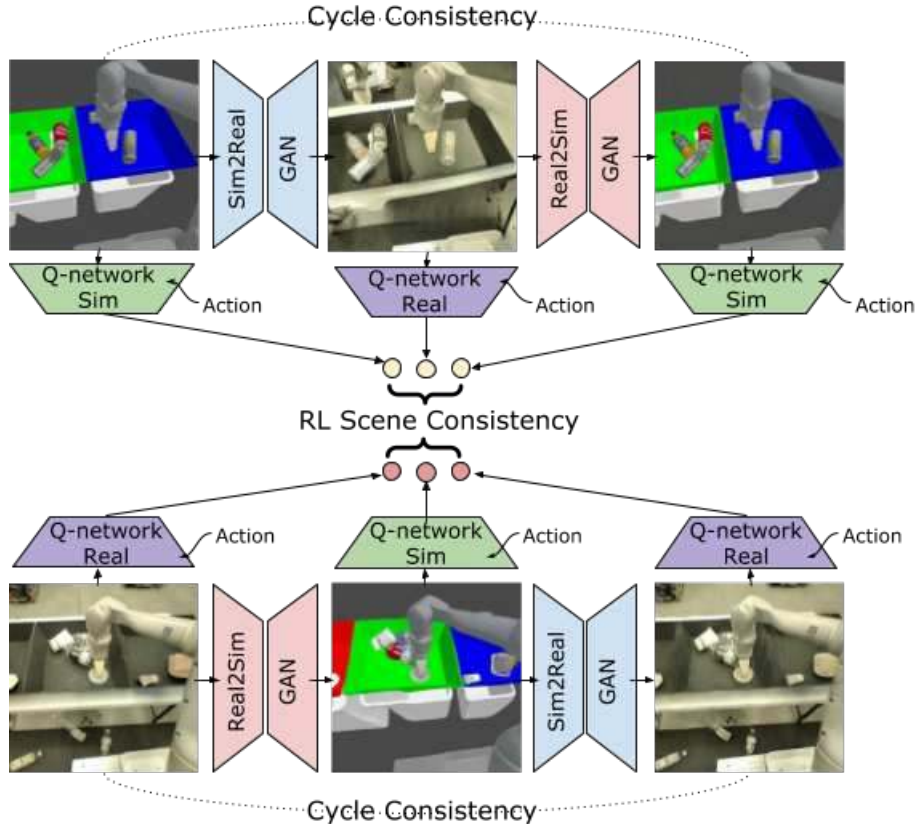 Cycle Consistency
Sim2Real
GAN
Real2Sim
GAN
Q-network
Sim
Action
Q-network
Real
Action
Q-network
Sim
Action
RL Scene Consistency
Q-network
Real
Action
Q-network
Sim
Action
Q-network
Real
Action
Real2Sim
GAN
Sim2Real
GAN
Cycle Consistency